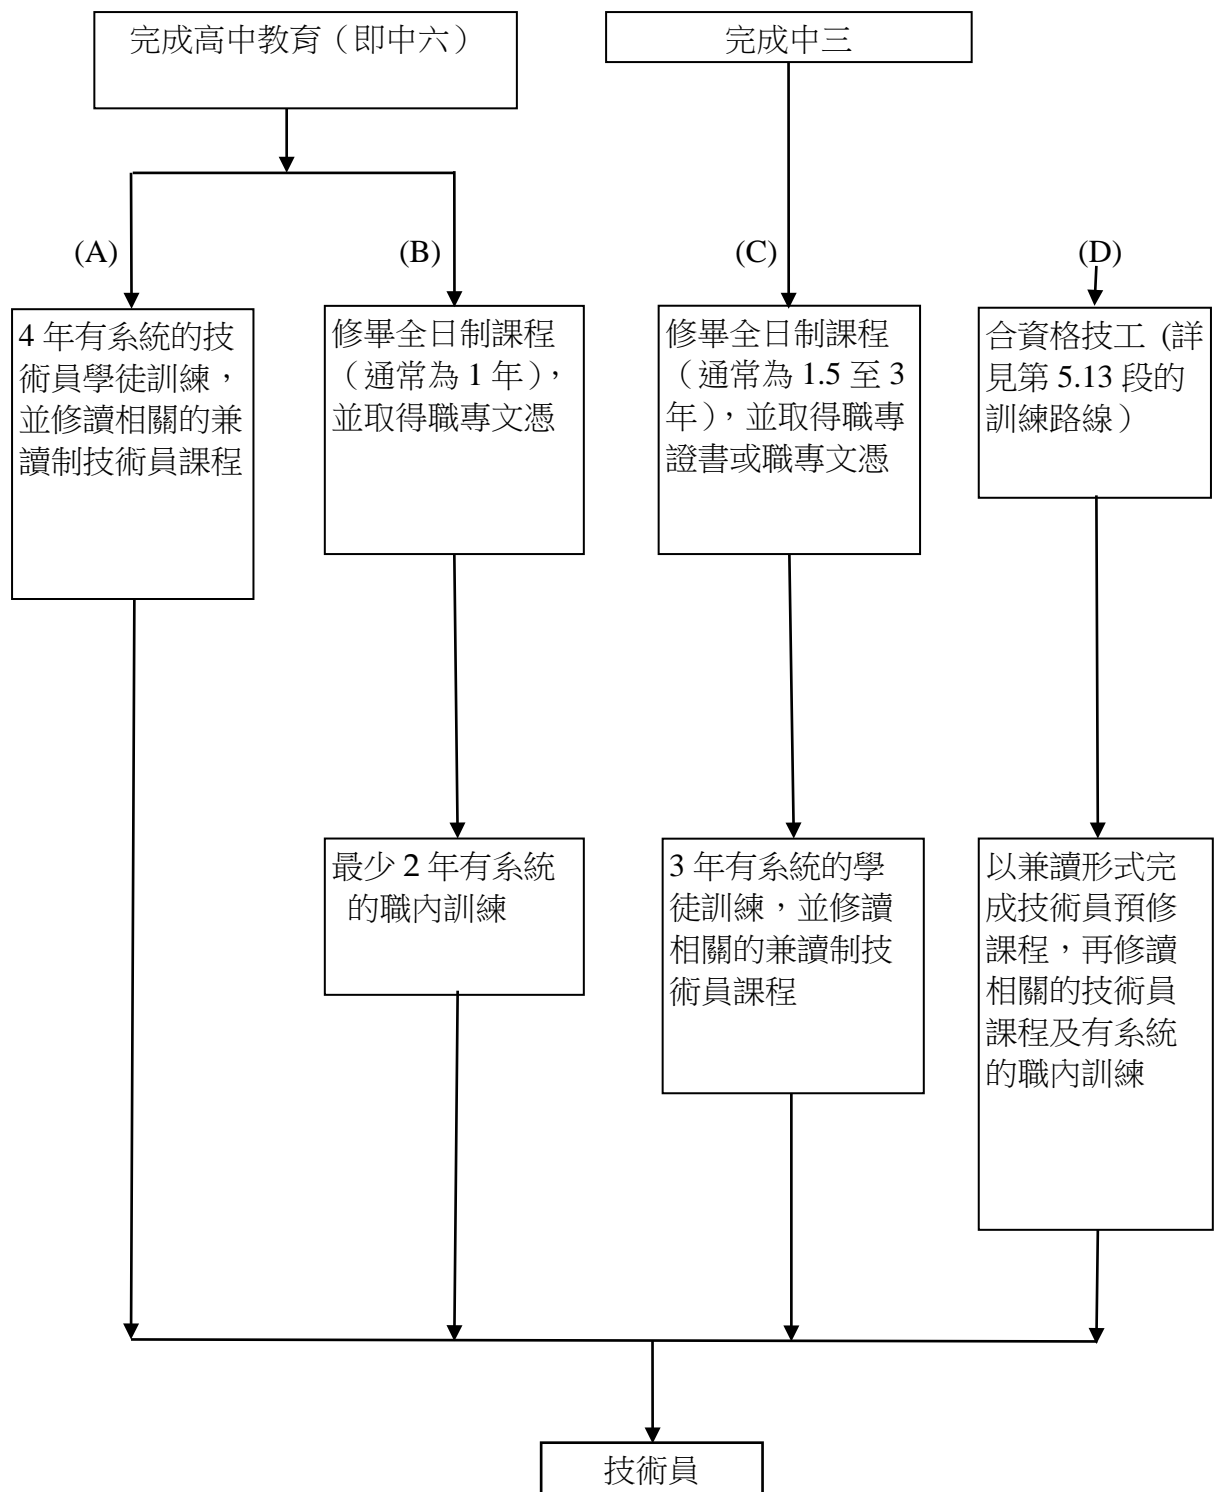 完成高中教育（即中六）
完成中三
(A)
(B)
(C)
(D)
4 年有系統的技
術員學徒訓練，
並修讀相關的兼
讀制技術員課程
修畢全日制課程
（通常為 1 年），
並取得職專文憑
修畢全日制課程
（通常為 1.5 至 3
年），並取得職專
證書或職專文憑
合資格技工 (詳
見第 5.13 段的
訓練路線）
最少 2 年有系統
的職內訓練
3 年有系統的學
徒訓練，並修讀
相關的兼讀制技
術員課程
以兼讀形式完
成技術員預修
課程，再修讀
相關的技術員
課程及有系統
的職內訓練
技術員